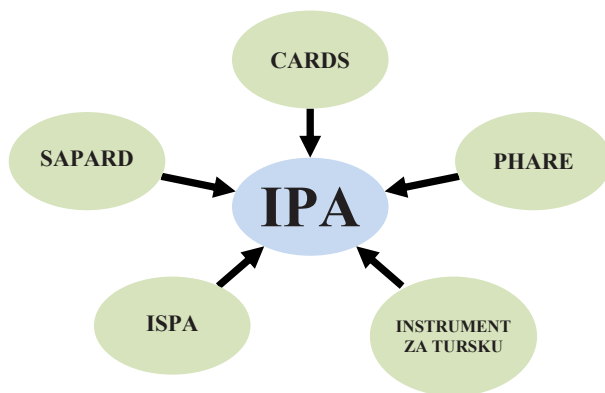 CARDS
SAPARD
PHARE
IPA
ISPA
INSTRUMENT
ZA TURSKU